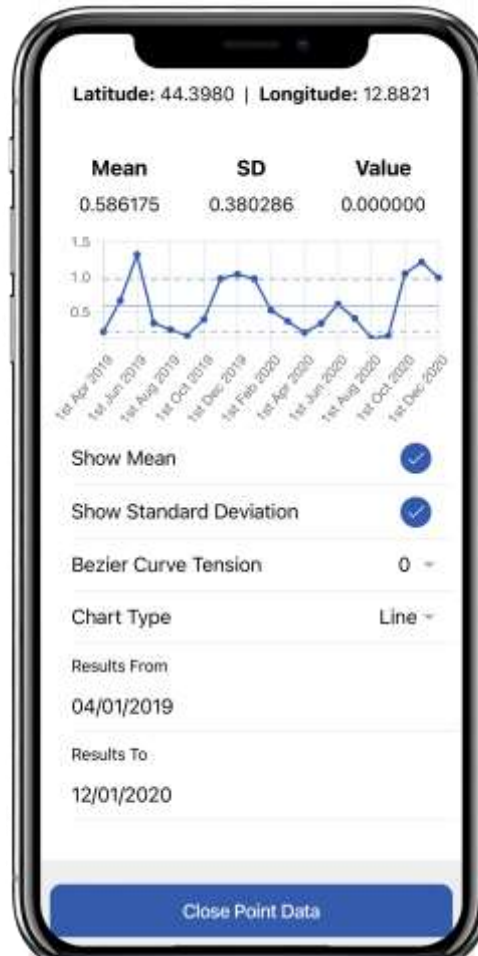 Latitude: 44.3980 | Longitude: 12.8821
Mean SD Value
0.586175 0.380286 0.000000
1.5
1.0
0.5
1st Apr 2019 1st Jun 2019 1st Aug 2019 1st Oct 2019 1st Dec 2019 1st Feb 2020 1st Apr 2020 1st Jun 2020 1st Aug 2020 1st Oct 2020 1st Dec 2020
Show Mean
Show Standard Deviation
Bezier Curve Tension 0
Chart Type Line
Results From
04/01/2019
Results To
12/01/2020
Close Point Data